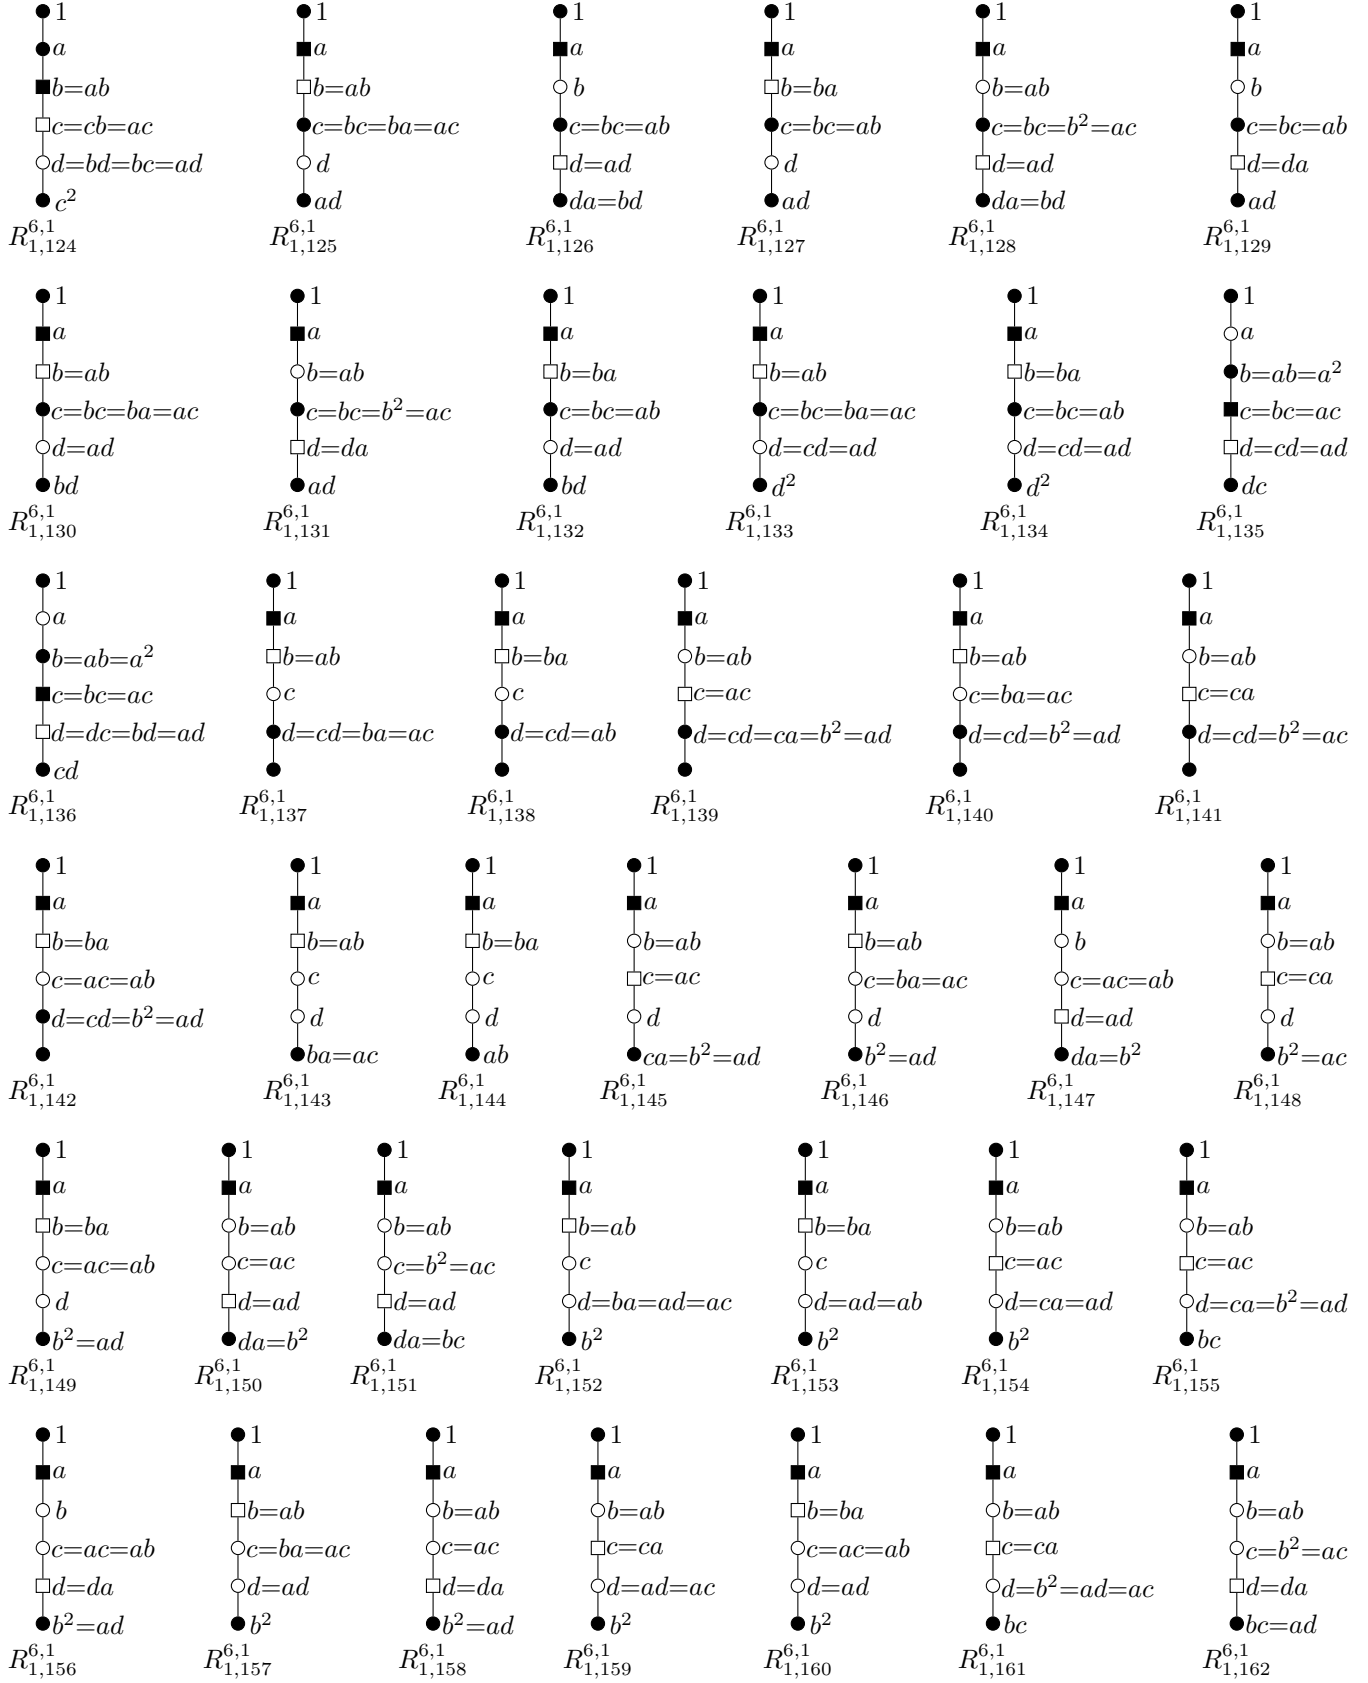 1
a
b=ab
c=cb=ac
d=bd=bc=ad
c²
R^{6,1}_{1,124}
1
a
b=ab
c=bc=ba=ac
d
ad
R^{6,1}_{1,125}
1
a
b
c=bc=ab
d=ad
da=bd
R^{6,1}_{1,126}
1
a
b=ba
c=bc=ab
d
ad
R^{6,1}_{1,127}
1
a
b=ab
c=bc=b²=ac
d=ad
da=bd
R^{6,1}_{1,128}
1
a
b
c=bc=ab
d=da
ad
R^{6,1}_{1,129}
1
a
b=ab
c=bc=ba=ac
d=ad
bd
R^{6,1}_{1,130}
1
a
b=ab
c=bc=b²=ac
d=da
ad
R^{6,1}_{1,131}
1
a
b=ba
c=bc=ab
d=ad
bd
R^{6,1}_{1,132}
1
a
b=ab
c=bc=ba=ac
d=cd=ad
d²
R^{6,1}_{1,133}
1
a
b=ba
c=bc=ab
d=cd=ad
d²
R^{6,1}_{1,134}
1
a
b=ab=a²
c=bc=ac
d=cd=ad
dc
R^{6,1}_{1,135}
1
a
b=ab=a²
c=bc=ac
d=dc=bd=ad
cd
R^{6,1}_{1,136}
1
a
b=ab
c
d=cd=ba=ac
R^{6,1}_{1,137}
1
a
b=ba
c
d=cd=ab
R^{6,1}_{1,138}
1
a
b=ab
c=ac
d=cd=ca=b²=ad
R^{6,1}_{1,139}
1
a
b=ab
c=ba=ac
d=cd=b²=ad
R^{6,1}_{1,140}
1
a
b=ab
c=ca
d=cd=b²=ac
R^{6,1}_{1,141}
1
a
b=ba
c=ac=ab
d=cd=b²=ad
R^{6,1}_{1,142}
1
a
b=ab
c
d
ba=ac
R^{6,1}_{1,143}
1
a
b=ba
c
d
ab
R^{6,1}_{1,144}
1
a
b=ab
c=ac
d
ca=b²=ad
R^{6,1}_{1,145}
1
a
b=ab
c=ba=ac
d
b²=ad
R^{6,1}_{1,146}
1
a
b
c=ac=ab
d=ad
da=b²
R^{6,1}_{1,147}
1
a
b=ab
c=ca
d
b²=ac
R^{6,1}_{1,148}
1
a
b=ba
c=ac=ab
d
b²=ad
R^{6,1}_{1,149}
1
a
b=ab
c=ac
d=ad
da=b²
R^{6,1}_{1,150}
1
a
b=ab
c=b²=ac
d=ad
da=bc
R^{6,1}_{1,151}
1
a
b=ab
c
d=ba=ad=ac
b²
R^{6,1}_{1,152}
1
a
b=ba
c
d=ad=ab
b²
R^{6,1}_{1,153}
1
a
b=ab
c=ac
d=ca=ad
b²
R^{6,1}_{1,154}
1
a
b=ab
c=ac
d=ca=b²=ad
bc
R^{6,1}_{1,155}
1
a
b
c=ac=ab
d=da
b²=ad
R^{6,1}_{1,156}
1
a
b=ab
c=ba=ac
d=ad
b²
R^{6,1}_{1,157}
1
a
b=ab
c=ac
d=da
b²=ad
R^{6,1}_{1,158}
1
a
b=ab
c=ca
d=ad=ac
b²
R^{6,1}_{1,159}
1
a
b=ba
c=ac=ab
d=ad
b²
R^{6,1}_{1,160}
1
a
b=ab
c=ca
d=b²=ad=ac
bc
R^{6,1}_{1,161}
1
a
b=ab
c=b²=ac
d=da
bc=ad
R^{6,1}_{1,162}